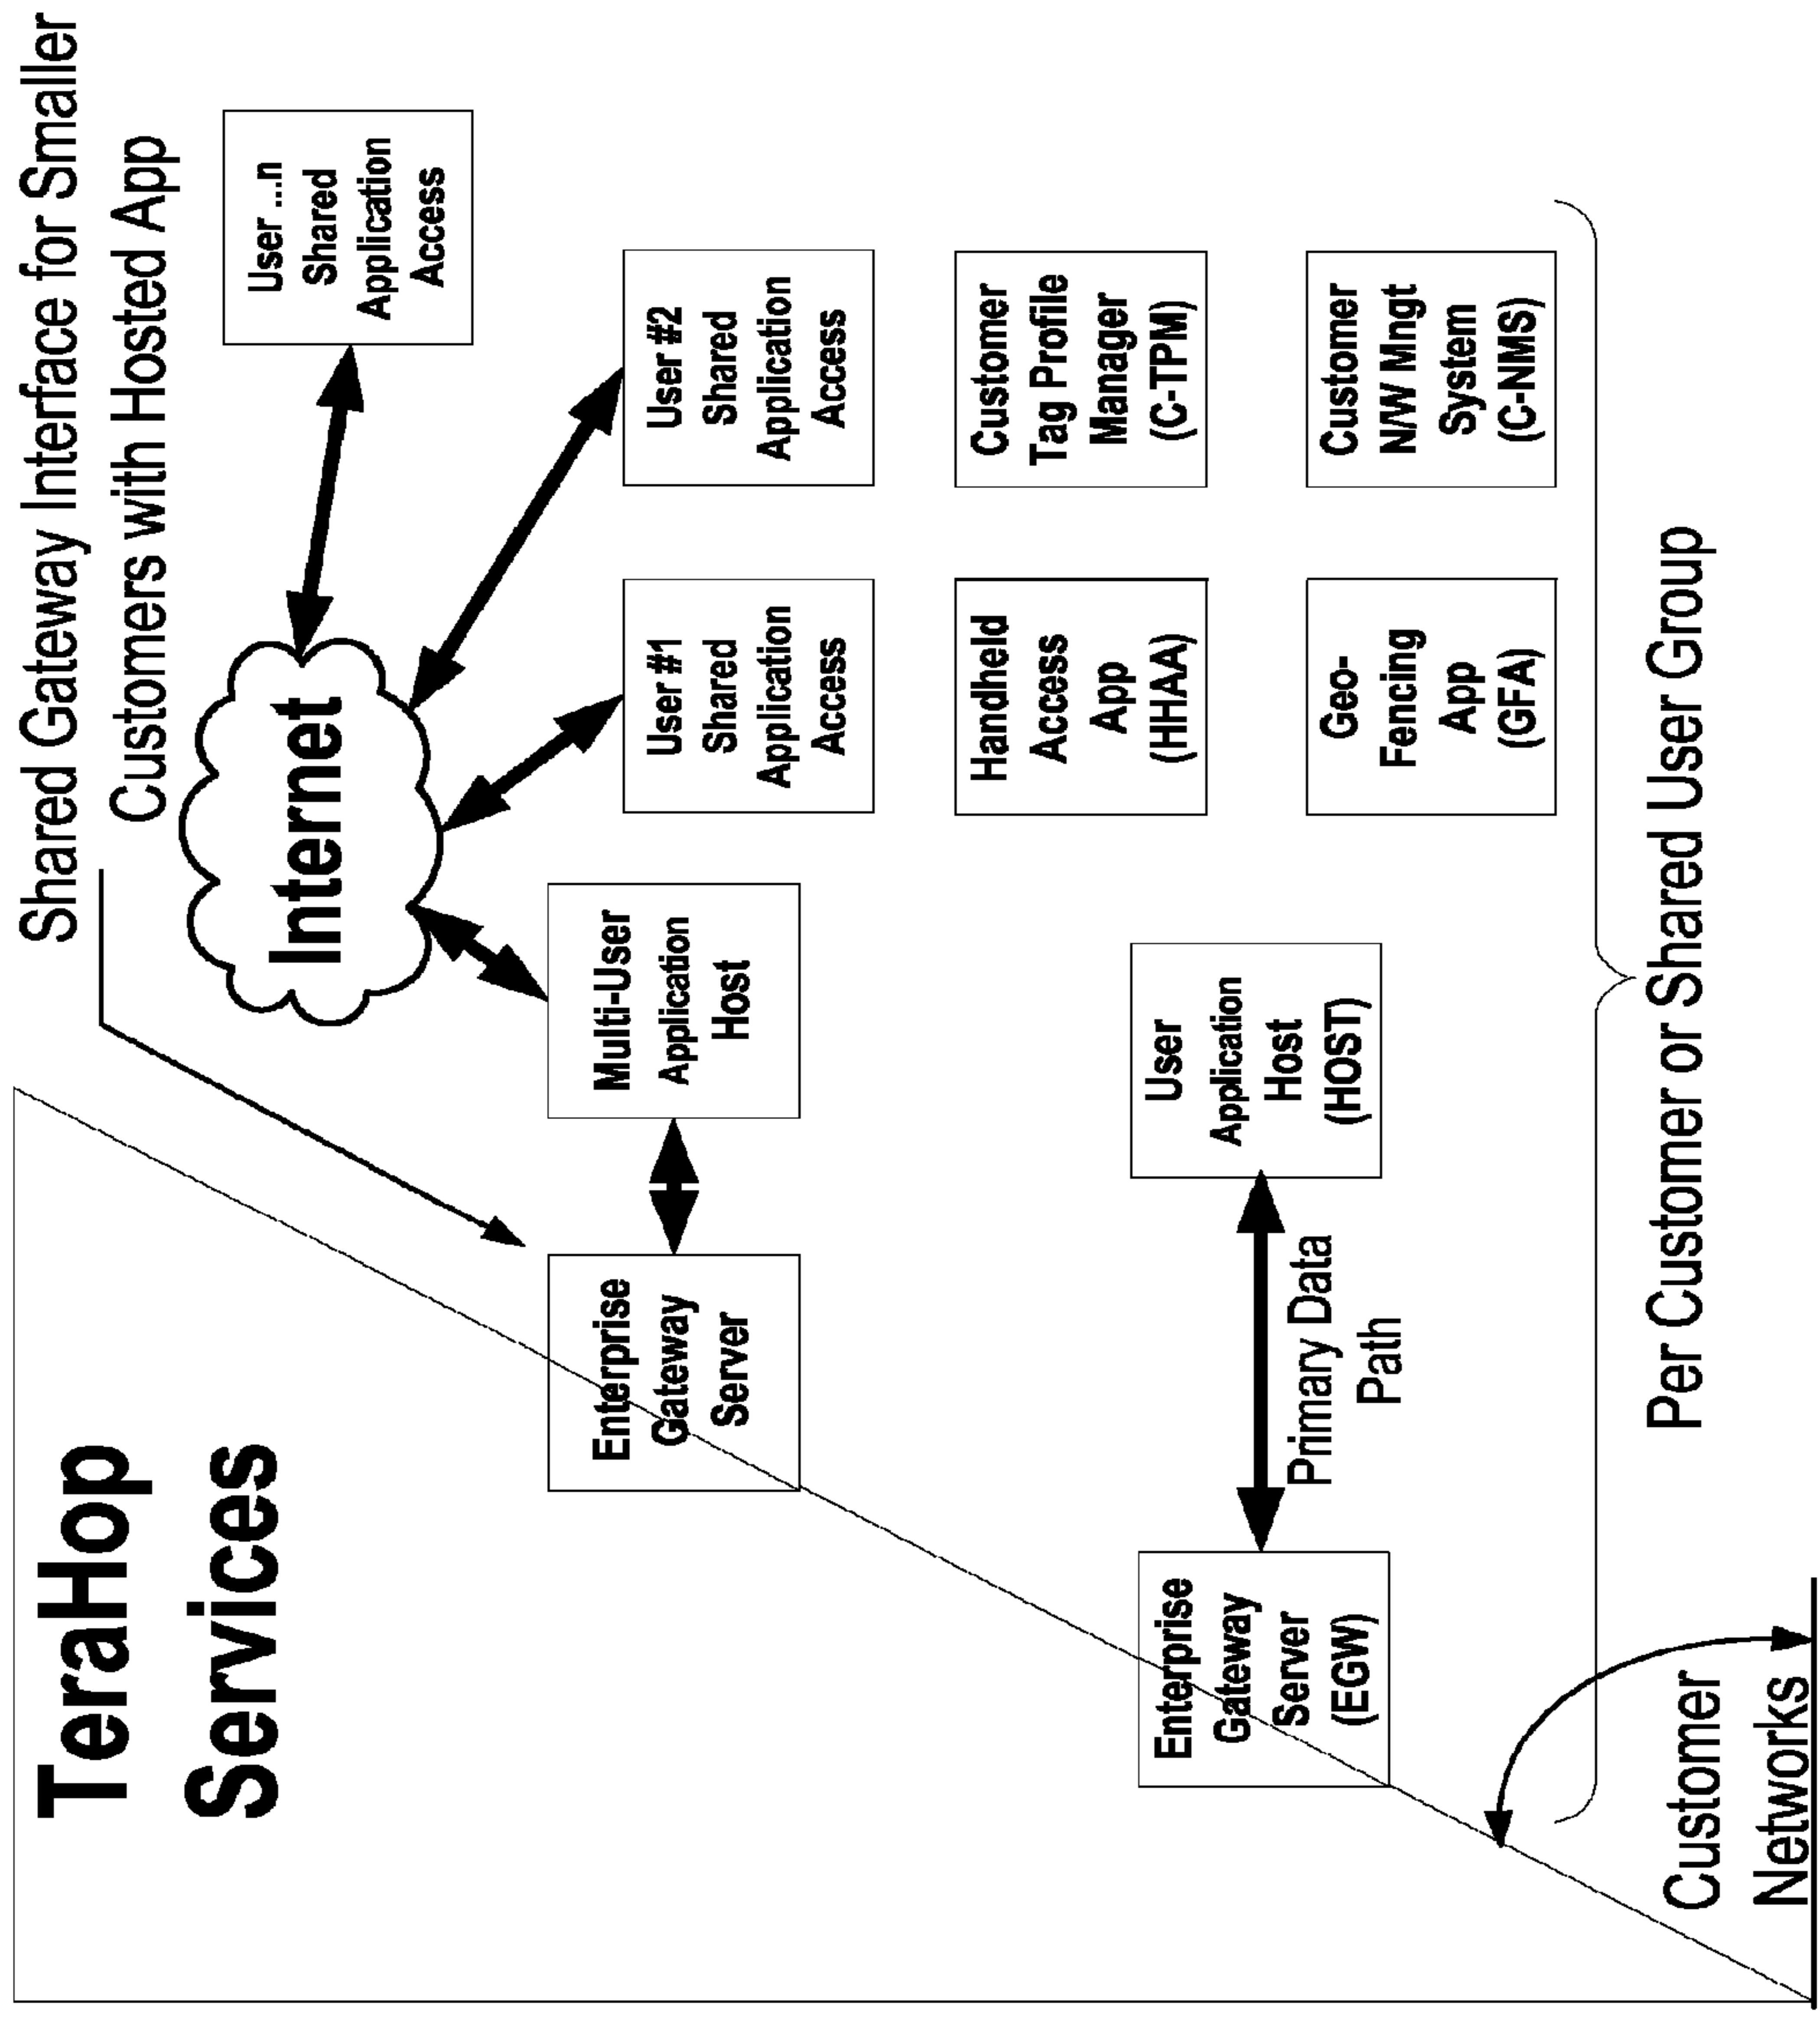 Shared Gateway Interface for Smaller
Customers with Hosted App
TeraHop
Services
Internet
User ...n
Shared
Application
Access
Enterprise
Gateway
Server
Multi-User
Application
Host
User #1
Shared
Application
Access
User #2
Shared
Application
Access
Handheld
Access
App
(HHAA)
Customer
Tag Profile
Manager
(C-TPM)
Enterprise
Gateway
Server
(EGW)
Primary Data
Path
User
Application
Host
(HOST)
Geo-
Fencing
App
(GFA)
Customer
N/W Mngt
System
(C-NMS)
Per Customer or Shared User Group
Customer
Networks